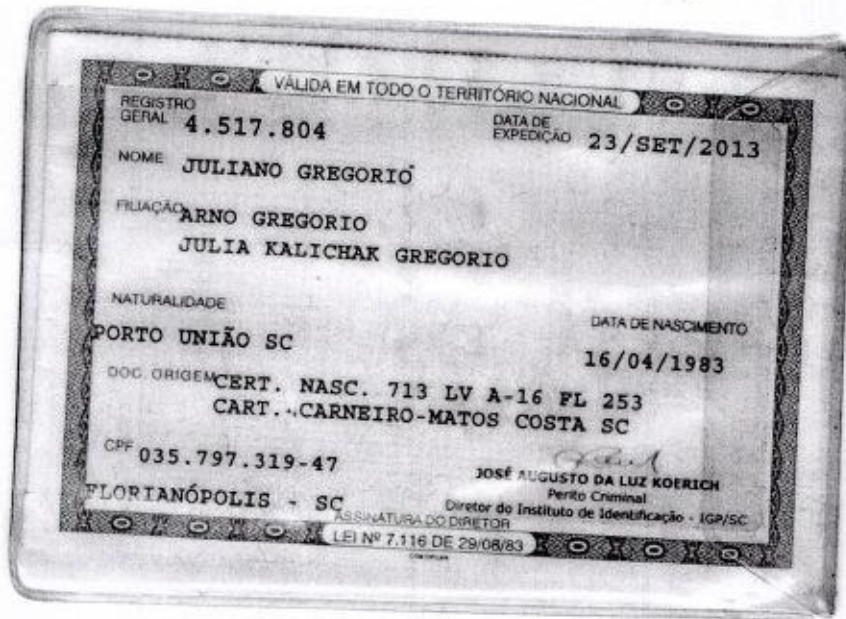 VÁLIDA EM TODO O TERRITÓRIO NACIONAL
REGISTRO GERAL 4.517.804 DATA DE EXPEDIÇÃO 23/SET/2013
NOME JULIANO GREGORIO
FILIAÇÃO ARNO GREGORIO
JULIA KALICHAK GREGORIO
NATURALIDADE DATA DE NASCIMENTO
PORTO UNIÃO SC 16/04/1983
DOC. ORIGEM CERT. NASC. 713 LV A-16 FL 253
CART. CARNEIRO-MATOS COSTA SC
CPF 035.797.319-47
JOSÉ AUGUSTO DA LUZ KOERICH
Perito Criminal
FLORIANÓPOLIS - SC Diretor do Instituto de Identificação - IGP/SC
ASSINATURA DO DIRETOR
LEI Nº 7.116 DE 29/08/83